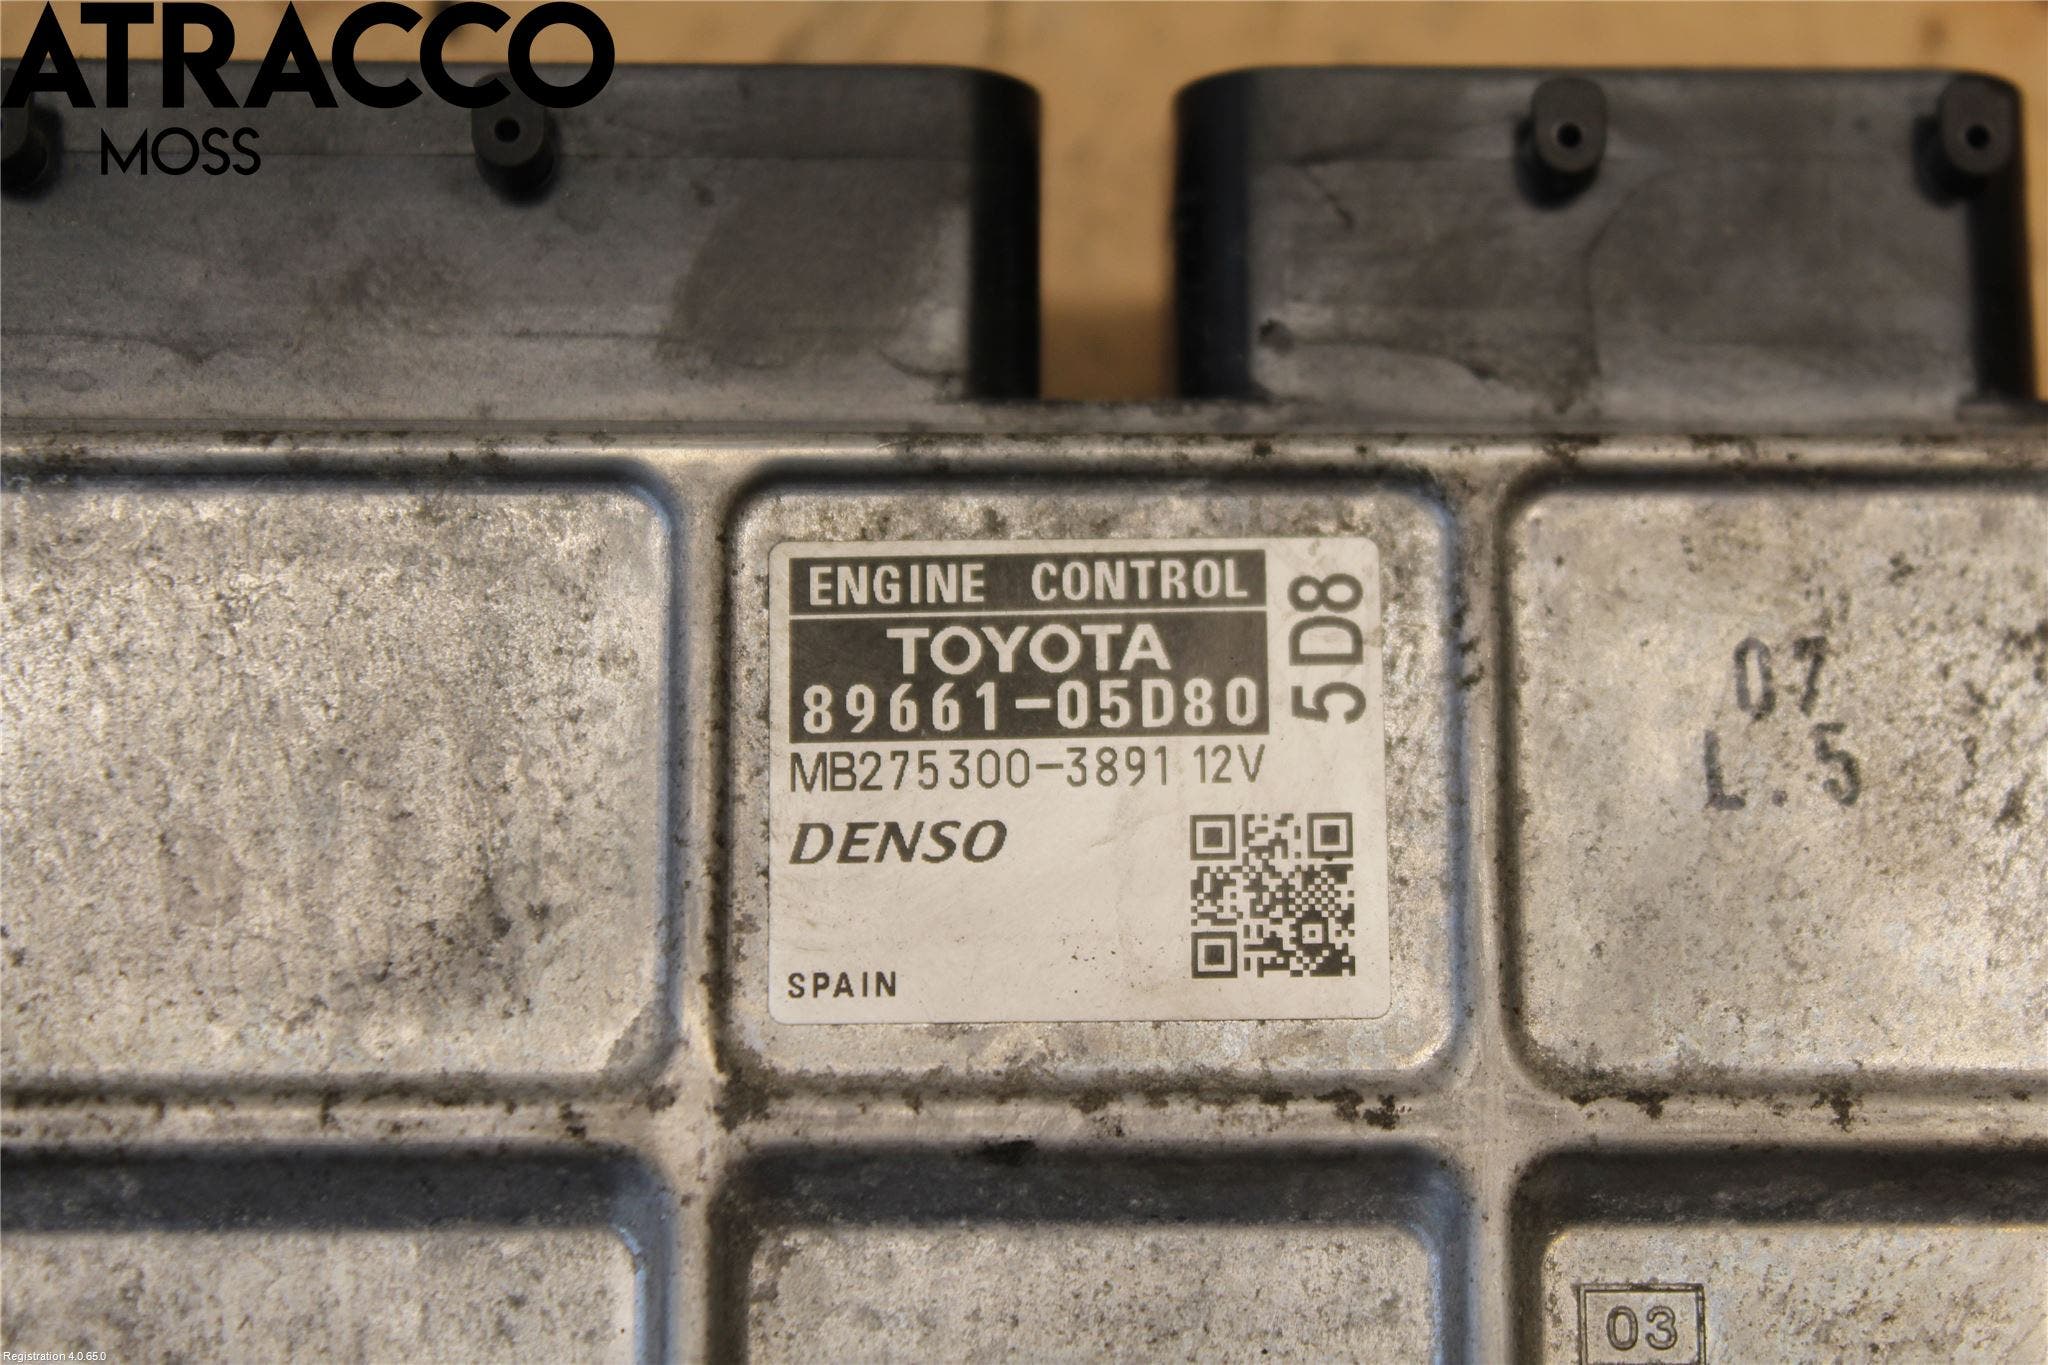 ATRACCO
MOSS
ENGINE CONTROL
TOYOTA
89661-05D80
5D8
MB275300-3891 12V
DENSO
SPAIN
07
L.5
03
Registration 4.0.65.0